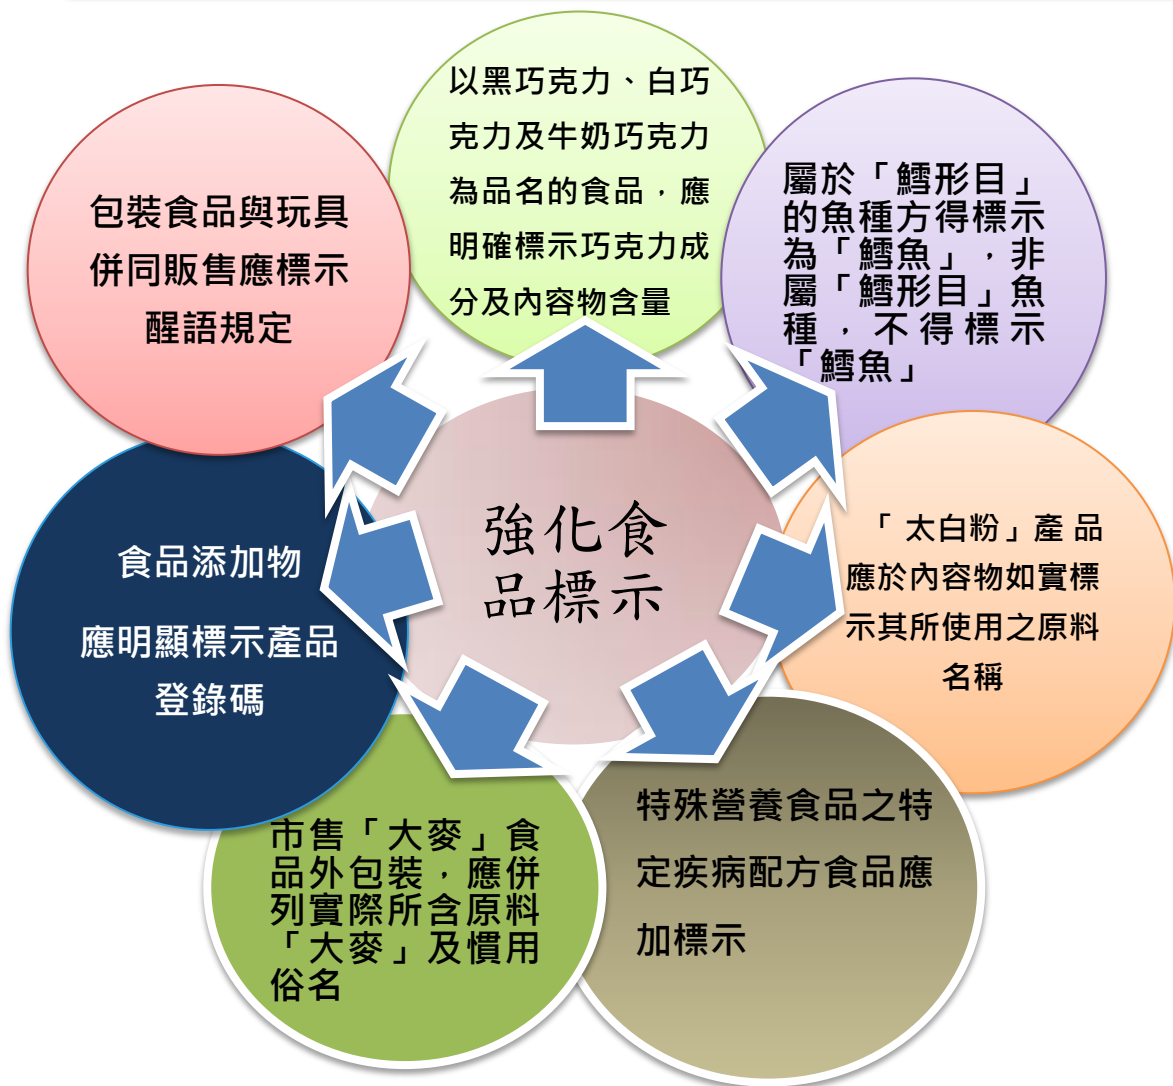 以黑巧克力、白巧
克力及牛奶巧克力
為品名的食品，應
明確標示巧克力成
分及內容物含量
屬於「鱈形目」
的魚種方得標示
為「鱈魚」，非
屬「鱈形目」魚
種，不得標示
「鱈魚」
「太白粉」產品
應於內容物如實標
示其所使用之原料
名稱
特殊營養食品之特
定疾病配方食品應
加標示
市售「大麥」食
品外包裝，應併
列實際所含原料
「大麥」及慣用
俗名
食品添加物
應明顯標示產品
登錄碼
包裝食品與玩具
併同販售應標示
醒語規定
強化食
品標示